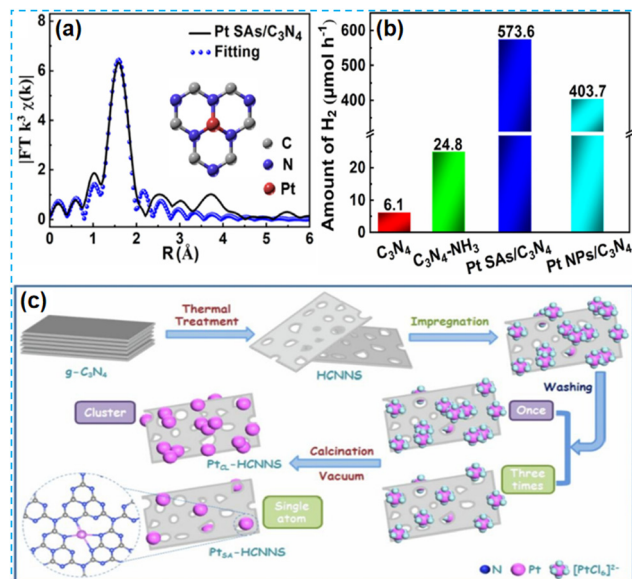 (a)
Pt SAs/C₃N₄
Fitting
|FT k³ χ(k)|
6
4
2
0
C
N
Pt
0 1 2 3 4 5 6
R (Å)
(b)
Amount of H₂ (μmol h⁻¹)
600
500
400
20
10
0
6.1
24.8
573.6
403.7
C₃N₄
C₃N₄-NH₃
Pt SAs/C₃N₄
Pt NPs/C₃N₄
(c)
Thermal
Treatment
Impregnation
g-C₃N₄
HCNNS
Washing
Cluster
Once
Calcination
Vacuum
Pt_CL-HCNNS
Three
times
Single
atom
Pt_SA-HCNNS
N
Pt
[PtCl₆]²⁻